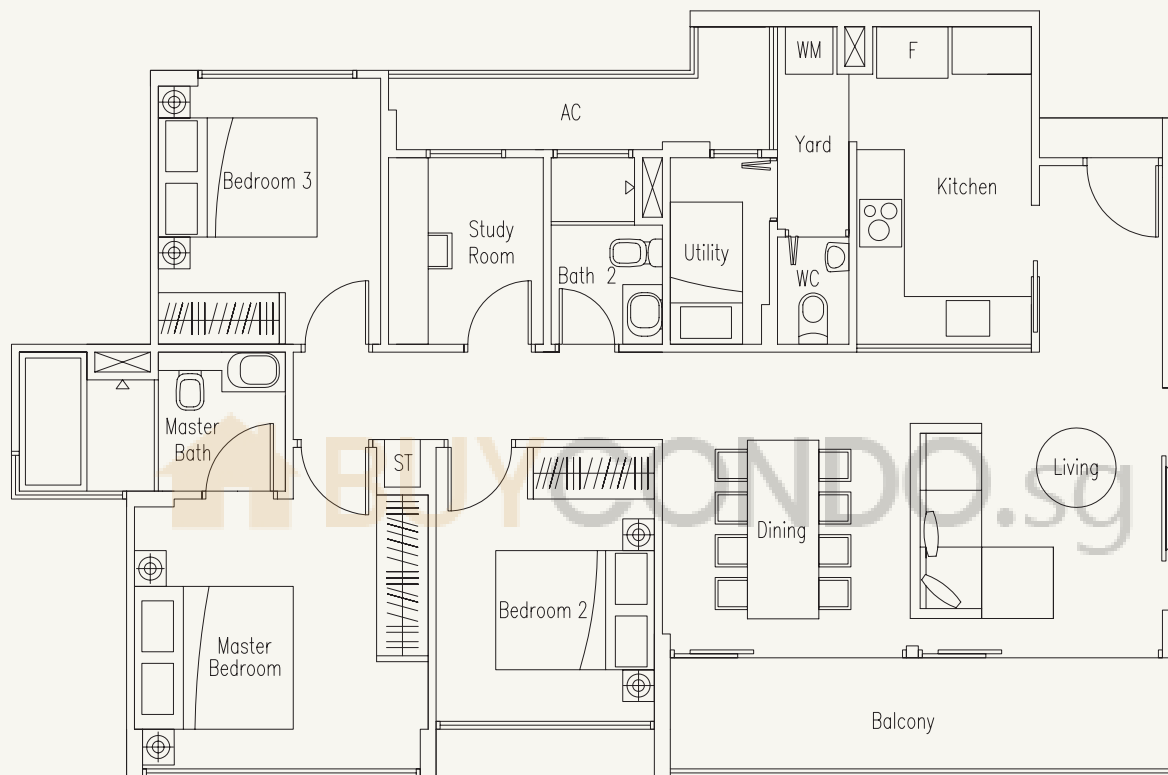 WM
F
AC
Yard
Bedroom 3
Kitchen
Study
Room
Bath 2
Utility
WC
Master
Bath
ST
BUYCONDO.sg
Living
Dining
Bedroom 2
Master
Bedroom
Balcony